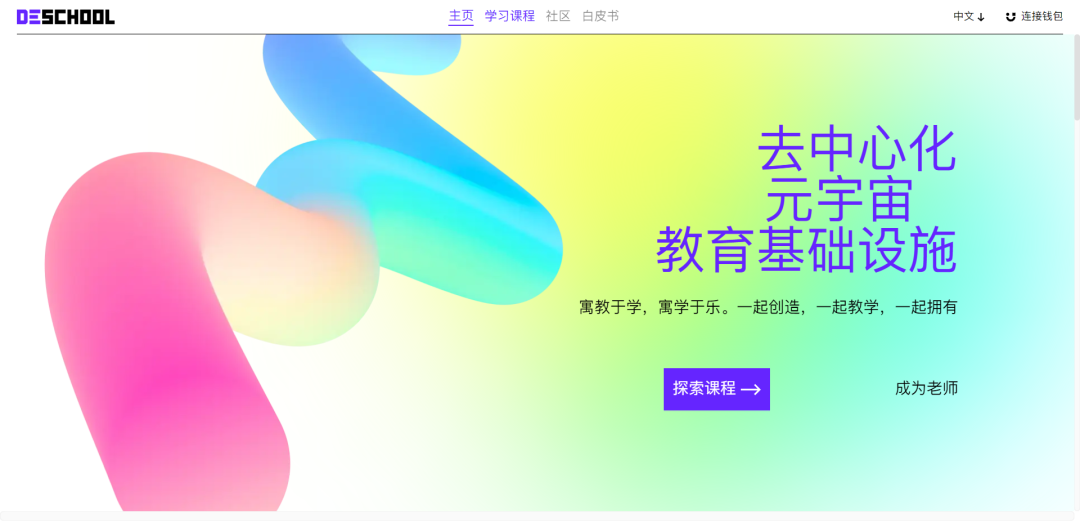 DESCHOOL
主页 学习课程 社区 白皮书
中文 连接钱包
去中心化
元宇宙
教育基础设施
寓教于学，寓学于乐。一起创造，一起教学，一起拥有
探索课程
成为老师